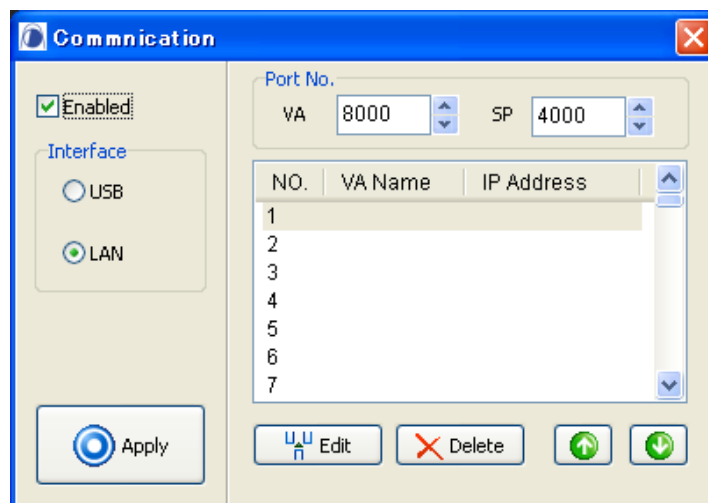 Commnication
Enabled
Interface
USB
LAN
Apply
Port No.
VA 8000 SP 4000
NO. VA Name IP Address
1
2
3
4
5
6
7
Edit Delete